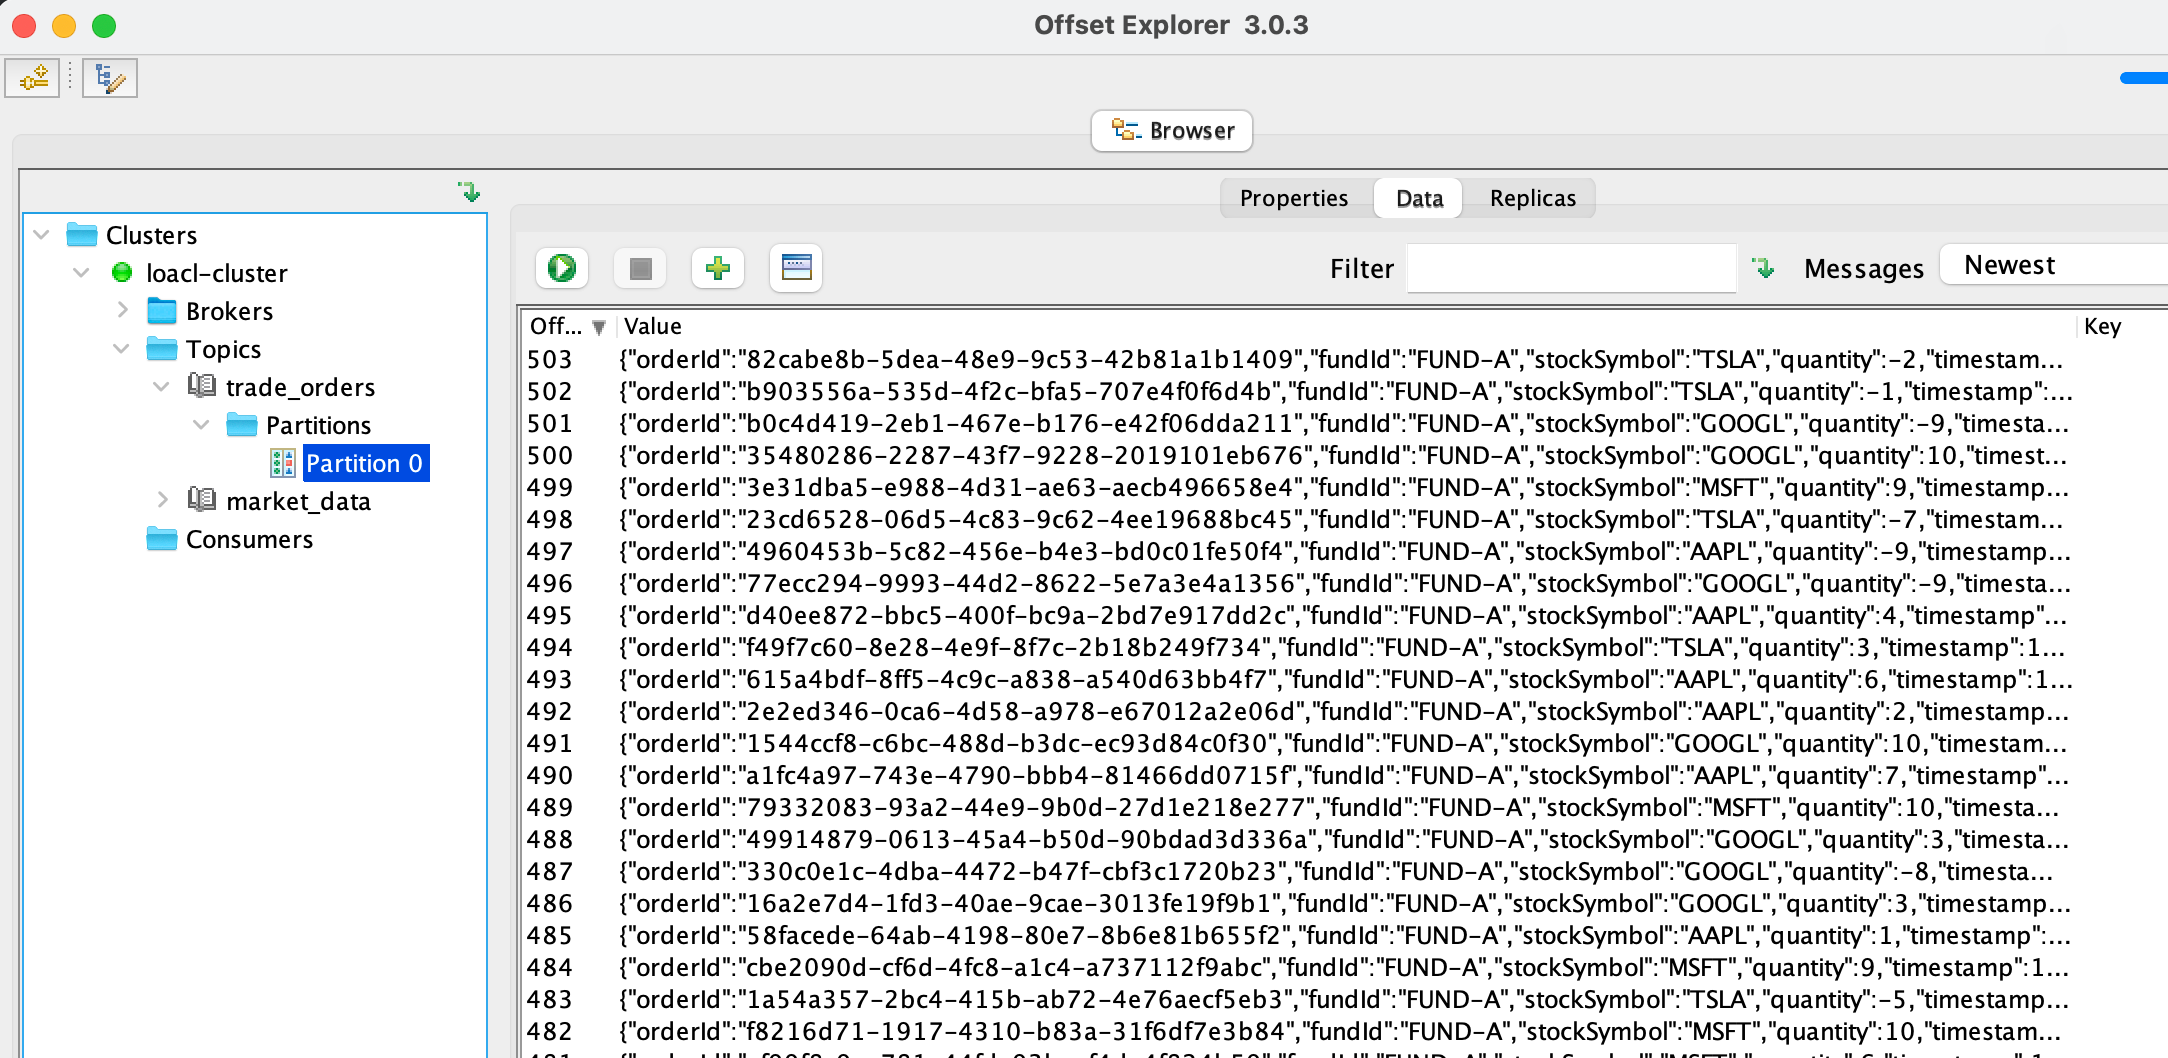 Offset Explorer 3.0.3
Browser
Properties Data Replicas
Clusters
loacl-cluster
Brokers
Topics
trade_orders
Partitions
Partition 0
market_data
Consumers
Filter Messages Newest
Off... Value Key
503 {"orderId":"82cabe8b-5dea-48e9-9c53-42b81a1b1409","fundId":"FUND-A","stockSymbol":"TSLA","quantity":-2,"timestam...
502 {"orderId":"b903556a-535d-4f2c-bfa5-707e4f0f6d4b","fundId":"FUND-A","stockSymbol":"TSLA","quantity":-1,"timestamp":...
501 {"orderId":"b0c4d419-2eb1-467e-b176-e42f06dda211","fundId":"FUND-A","stockSymbol":"GOOGL","quantity":-9,"timesta...
500 {"orderId":"35480286-2287-43f7-9228-2019101eb676","fundId":"FUND-A","stockSymbol":"GOOGL","quantity":10,"timest...
499 {"orderId":"3e31dba5-e988-4d31-ae63-aecb496658e4","fundId":"FUND-A","stockSymbol":"MSFT","quantity":9,"timestamp...
498 {"orderId":"23cd6528-06d5-4c83-9c62-4ee19688bc45","fundId":"FUND-A","stockSymbol":"TSLA","quantity":-7,"timestam...
497 {"orderId":"4960453b-5c82-456e-b4e3-bd0c01fe50f4","fundId":"FUND-A","stockSymbol":"AAPL","quantity":-9,"timestamp...
496 {"orderId":"77ecc294-9993-44d2-8622-5e7a3e4a1356","fundId":"FUND-A","stockSymbol":"GOOGL","quantity":-9,"timesta...
495 {"orderId":"d40ee872-bbc5-400f-bc9a-2bd7e917dd2c","fundId":"FUND-A","stockSymbol":"AAPL","quantity":4,"timestamp"...
494 {"orderId":"f49f7c60-8e28-4e9f-8f7c-2b18b249f734","fundId":"FUND-A","stockSymbol":"TSLA","quantity":3,"timestamp":1...
493 {"orderId":"615a4bdf-8ff5-4c9c-a838-a540d63bb4f7","fundId":"FUND-A","stockSymbol":"AAPL","quantity":6,"timestamp":1...
492 {"orderId":"2e2ed346-0ca6-4d58-a978-e67012a2e06d","fundId":"FUND-A","stockSymbol":"AAPL","quantity":2,"timestamp...
491 {"orderId":"1544ccf8-c6bc-488d-b3dc-ec93d84c0f30","fundId":"FUND-A","stockSymbol":"GOOGL","quantity":10,"timestam...
490 {"orderId":"a1fc4a97-743e-4790-bbb4-81466dd0715f","fundId":"FUND-A","stockSymbol":"AAPL","quantity":7,"timestamp"...
489 {"orderId":"79332083-93a2-44e9-9b0d-27d1e218e277","fundId":"FUND-A","stockSymbol":"MSFT","quantity":10,"timesta...
488 {"orderId":"49914879-0613-45a4-b50d-90bdad3d336a","fundId":"FUND-A","stockSymbol":"GOOGL","quantity":3,"timesta...
487 {"orderId":"330c0e1c-4dba-4472-b47f-cbf3c1720b23","fundId":"FUND-A","stockSymbol":"GOOGL","quantity":-8,"timesta...
486 {"orderId":"16a2e7d4-1fd3-40ae-9cae-3013fe19f9b1","fundId":"FUND-A","stockSymbol":"GOOGL","quantity":3,"timestamp...
485 {"orderId":"58facede-64ab-4198-80e7-8b6e81b655f2","fundId":"FUND-A","stockSymbol":"AAPL","quantity":1,"timestamp":...
484 {"orderId":"cbe2090d-cf6d-4fc8-a1c4-a737112f9abc","fundId":"FUND-A","stockSymbol":"MSFT","quantity":9,"timestamp":1...
483 {"orderId":"1a54a357-2bc4-415b-ab72-4e76aecf5eb3","fundId":"FUND-A","stockSymbol":"TSLA","quantity":-5,"timestamp...
482 {"orderId":"f8216d71-1917-4310-b83a-31f6df7e3b84","fundId":"FUND-A","stockSymbol":"MSFT","quantity":10,"timestam...